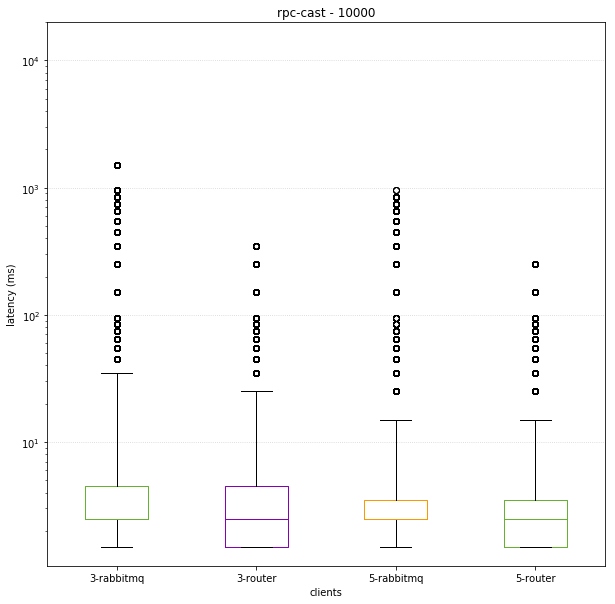 rpc-cast - 10000
latency (ms)
10⁴
10³
10²
10¹
3-rabbitmq
3-router
5-rabbitmq
5-router
clients